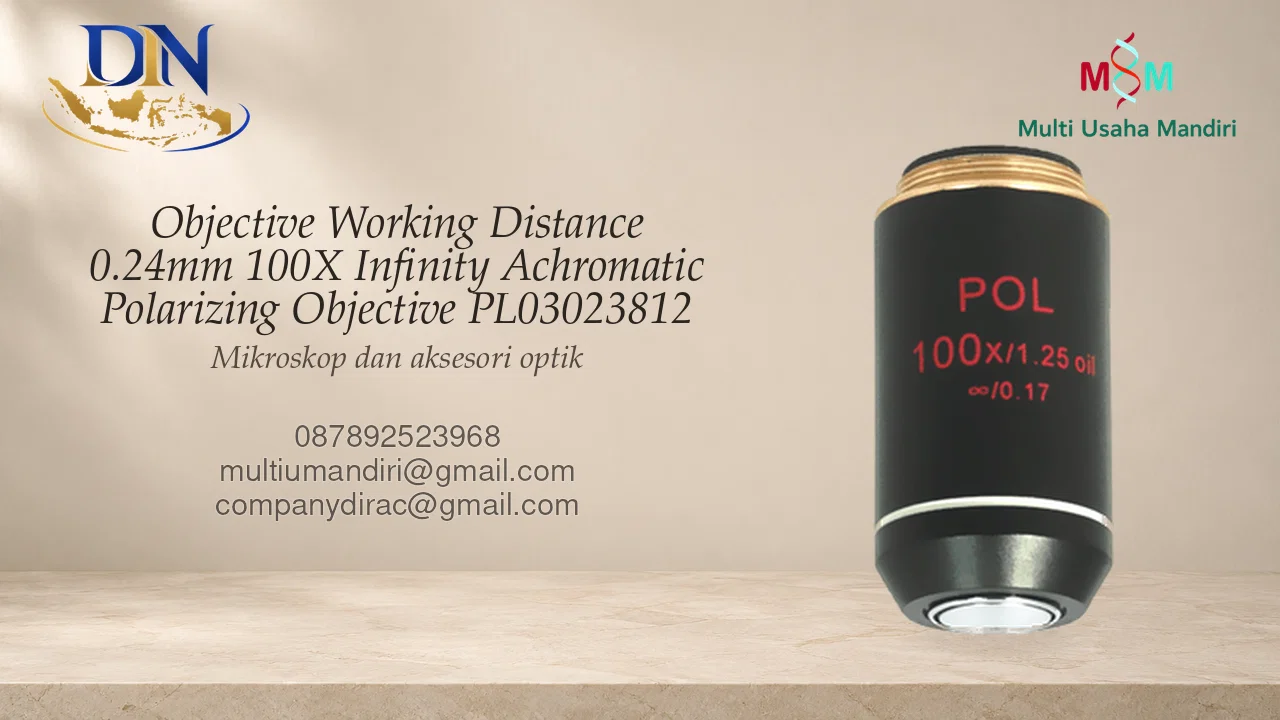 DN
M M
Multi Usaha Mandiri
Objective Working Distance
0.24mm 100X Infinity Achromatic
Polarizing Objective PL03023812
Mikroskop dan aksesori optik
087892523968
multiumandiri@gmail.com
companydirac@gmail.com
POL
100x/1.25 oil
∞/0.17